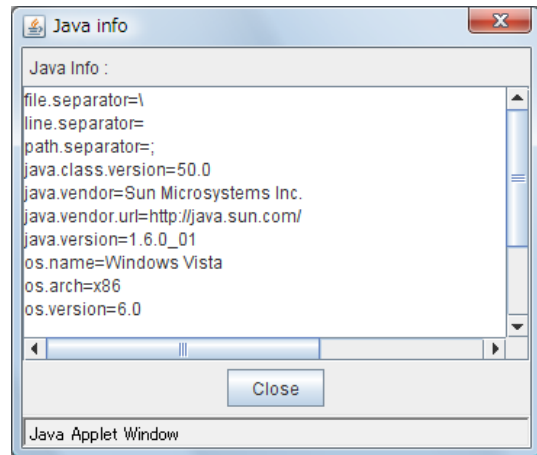 Java info
Java Info :
file.separator=\
line.separator=
path.separator=;
java.class.version=50.0
java.vendor=Sun Microsystems Inc.
java.vendor.url=http://java.sun.com/
java.version=1.6.0_01
os.name=Windows Vista
os.arch=x86
os.version=6.0
Close
Java Applet Window